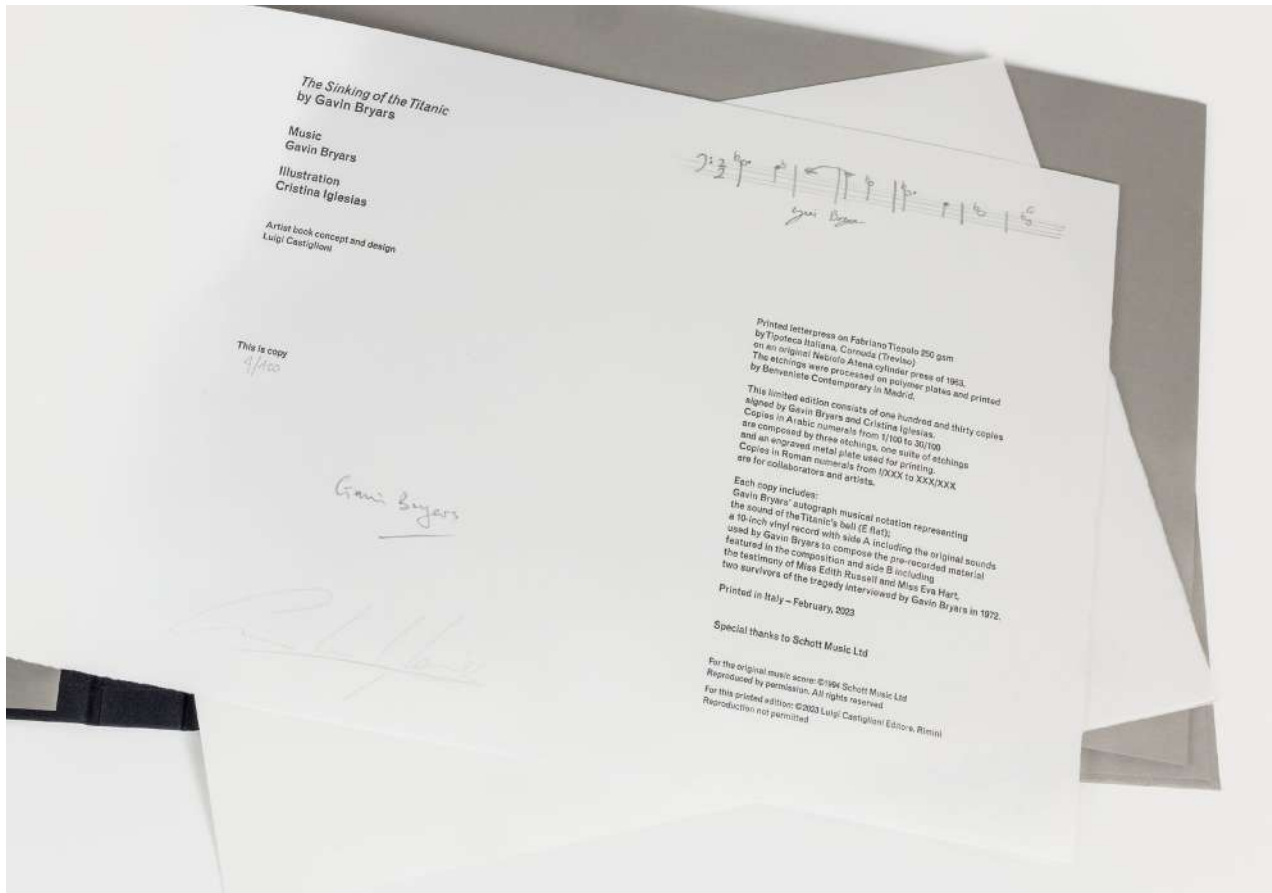 The Sinking of the Titanic
by Gavin Bryars
Music
Gavin Bryars
Illustration
Cristina Iglesias
Artist book concept and design
Luigi Castiglioni
This is copy
4/100
Gavin Bryars
Gavin Bryars
Printed letterpress on Fabriano Tiepolo 250 gsm
by Tipoteca Italiana, Cornuda (Treviso)
on an original Nebiolo Atena cylinder press of 1963.
The etchings were processed on polymer plates and printed
by Benveniste Contemporary in Madrid.
This limited edition consists of one hundred and thirty copies
signed by Gavin Bryars and Cristina Iglesias.
Copies in Arabic numerals from 1/100 to 30/100
are composed by three etchings, one suite of etchings
and an engraved metal plate used for printing.
Copies in Roman numerals from I/XXX to XXX/XXX
are for collaborators and artists.
Each copy includes:
Gavin Bryars' autograph musical notation representing
the sound of the Titanic's bell (E flat);
a 10-inch vinyl record with side A including the original sounds
used by Gavin Bryars to compose the pre-recorded material
featured in the composition and side B including
the testimony of Miss Edith Russell and Miss Eva Hart,
two survivors of the tragedy interviewed by Gavin Bryars in 1972.
Printed in Italy – February, 2023
Special thanks to Schott Music Ltd
For the original music score: ©1994 Schott Music Ltd
Reproduced by permission. All rights reserved
For this printed edition: ©2023 Luigi Castiglioni Editore, Rimini
Reproduction not permitted